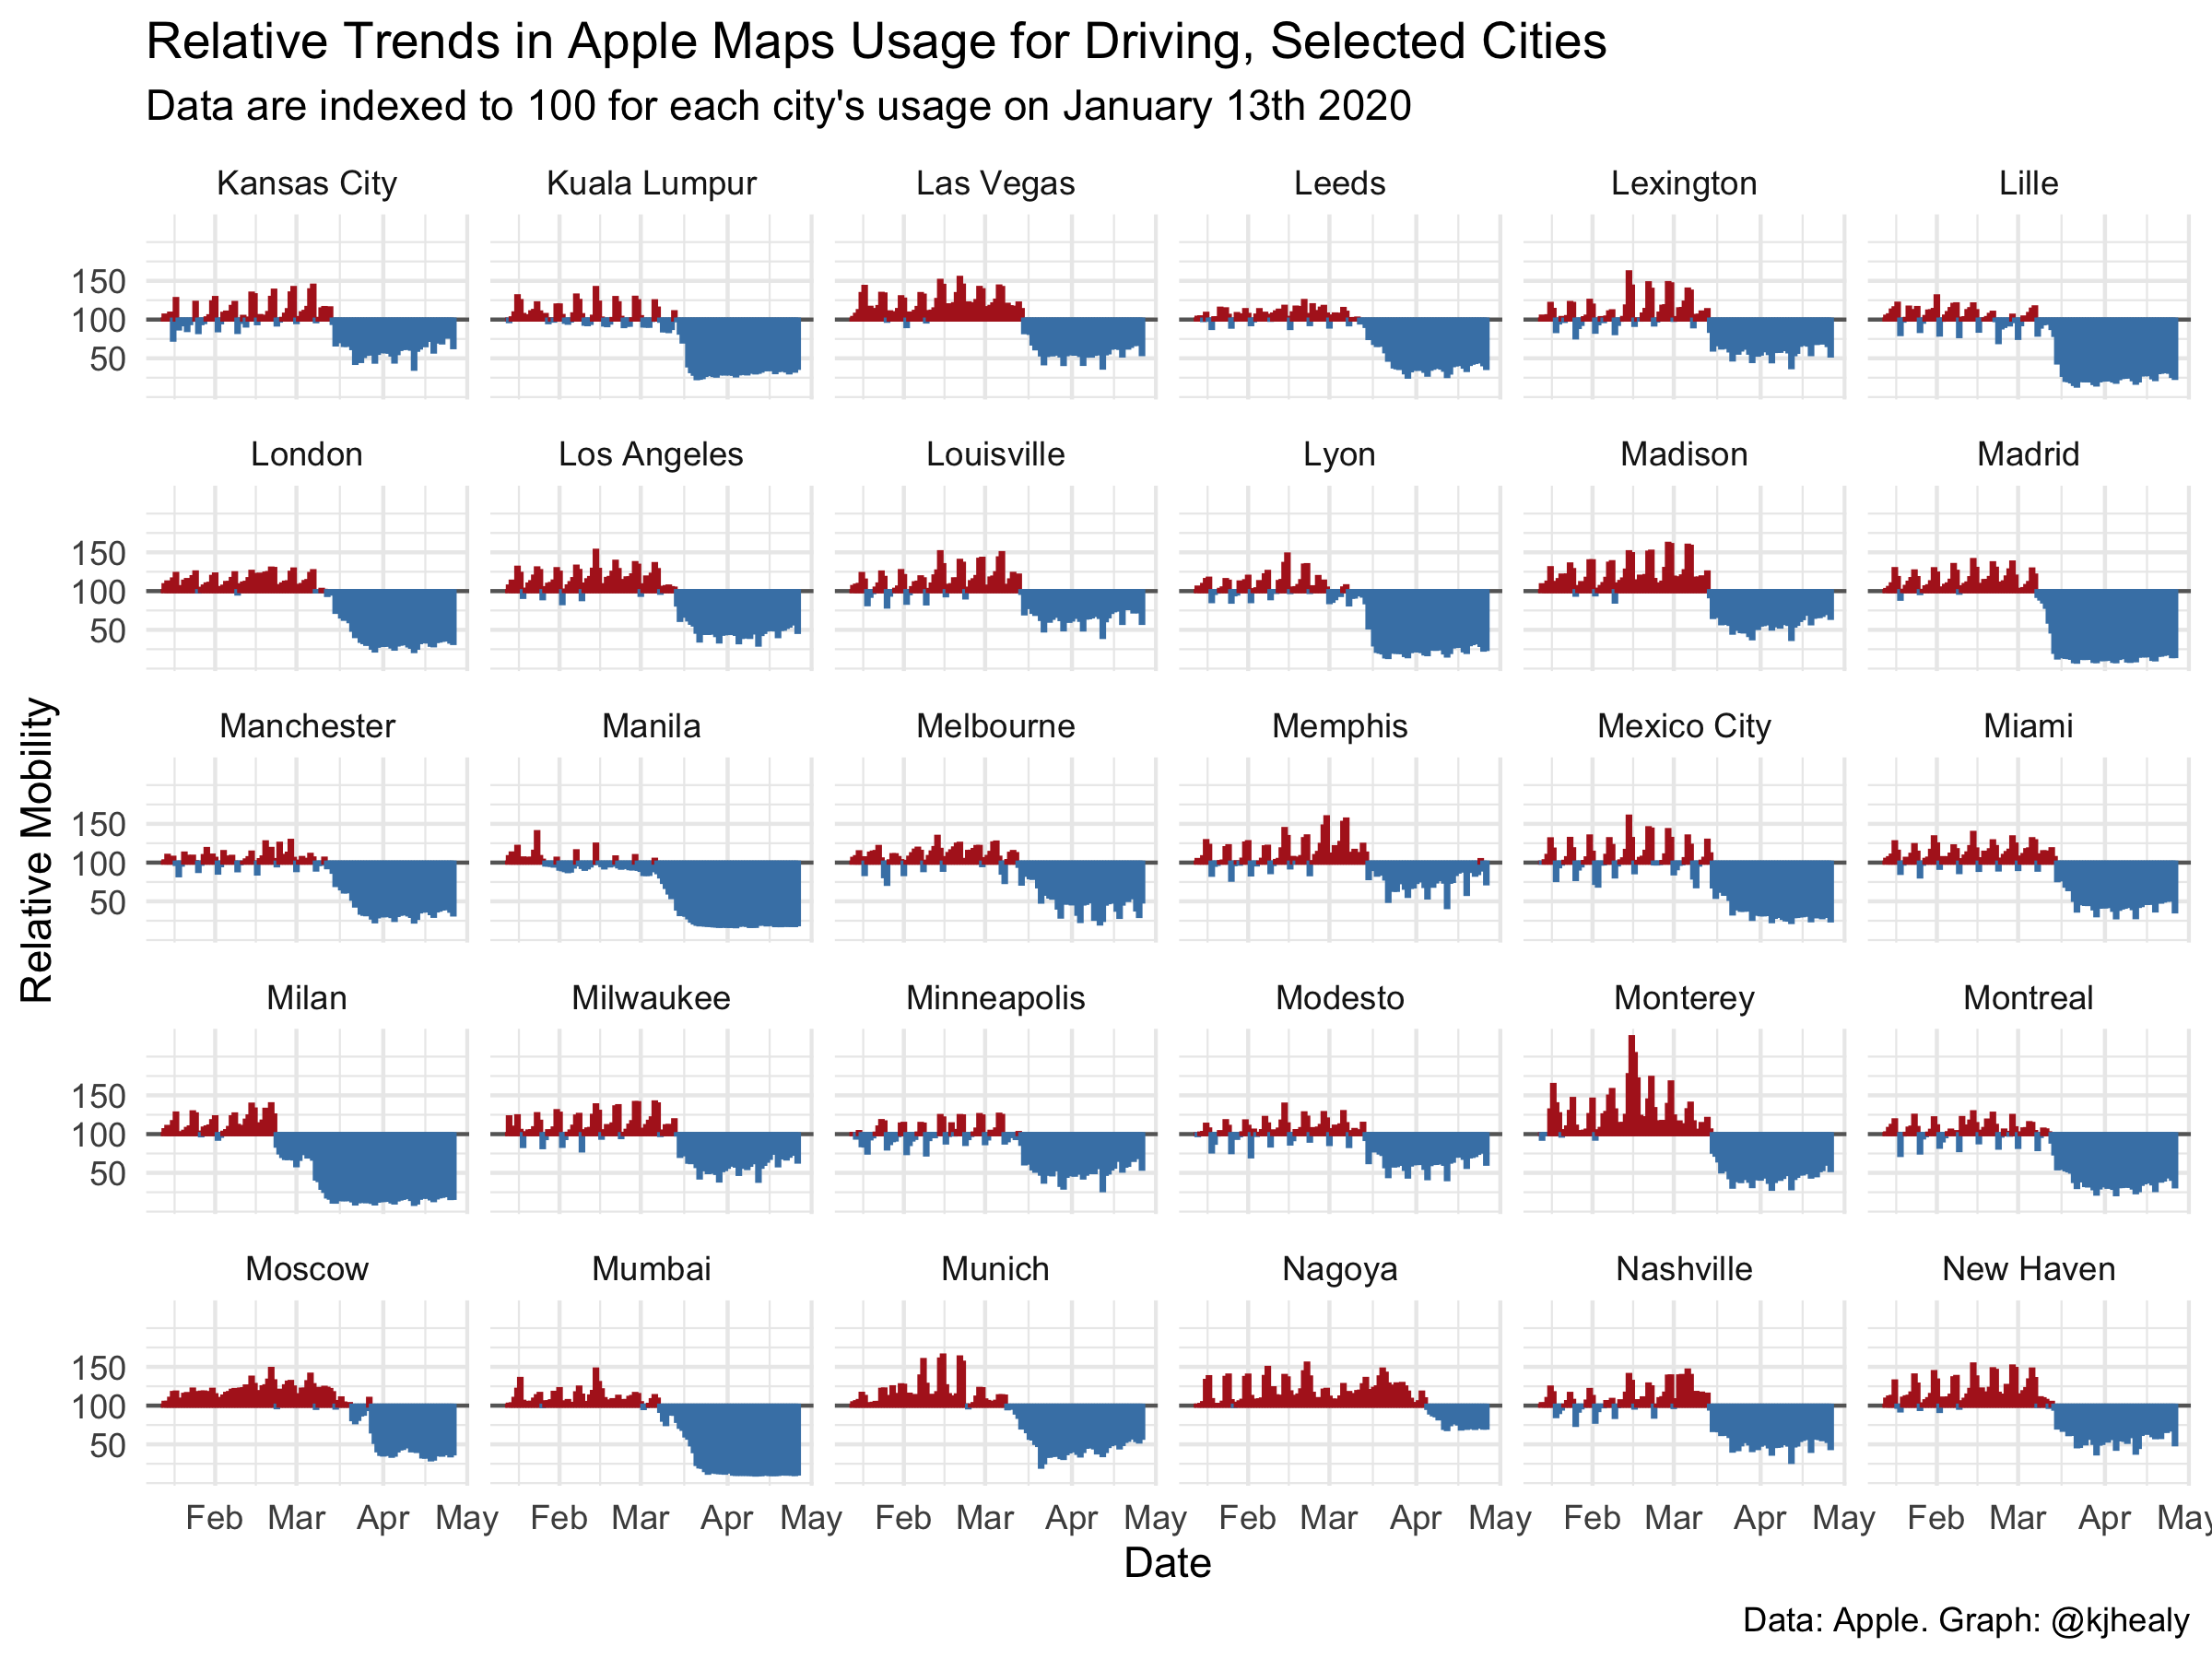 Relative Trends in Apple Maps Usage for Driving, Selected Cities
Data are indexed to 100 for each city's usage on January 13th 2020
Kansas City Kuala Lumpur Las Vegas Leeds Lexington Lille
150
100
50
London Los Angeles Louisville Lyon Madison Madrid
150
100
50
Relative Mobility
Manchester Manila Melbourne Memphis Mexico City Miami
150
100
50
Milan Milwaukee Minneapolis Modesto Monterey Montreal
150
100
50
Moscow Mumbai Munich Nagoya Nashville New Haven
150
100
50
Feb Mar Apr May Feb Mar Apr May Feb Mar Apr May Feb Mar Apr May Feb Mar Apr May Feb Mar Apr May
Date
Data: Apple. Graph: @kjhealy